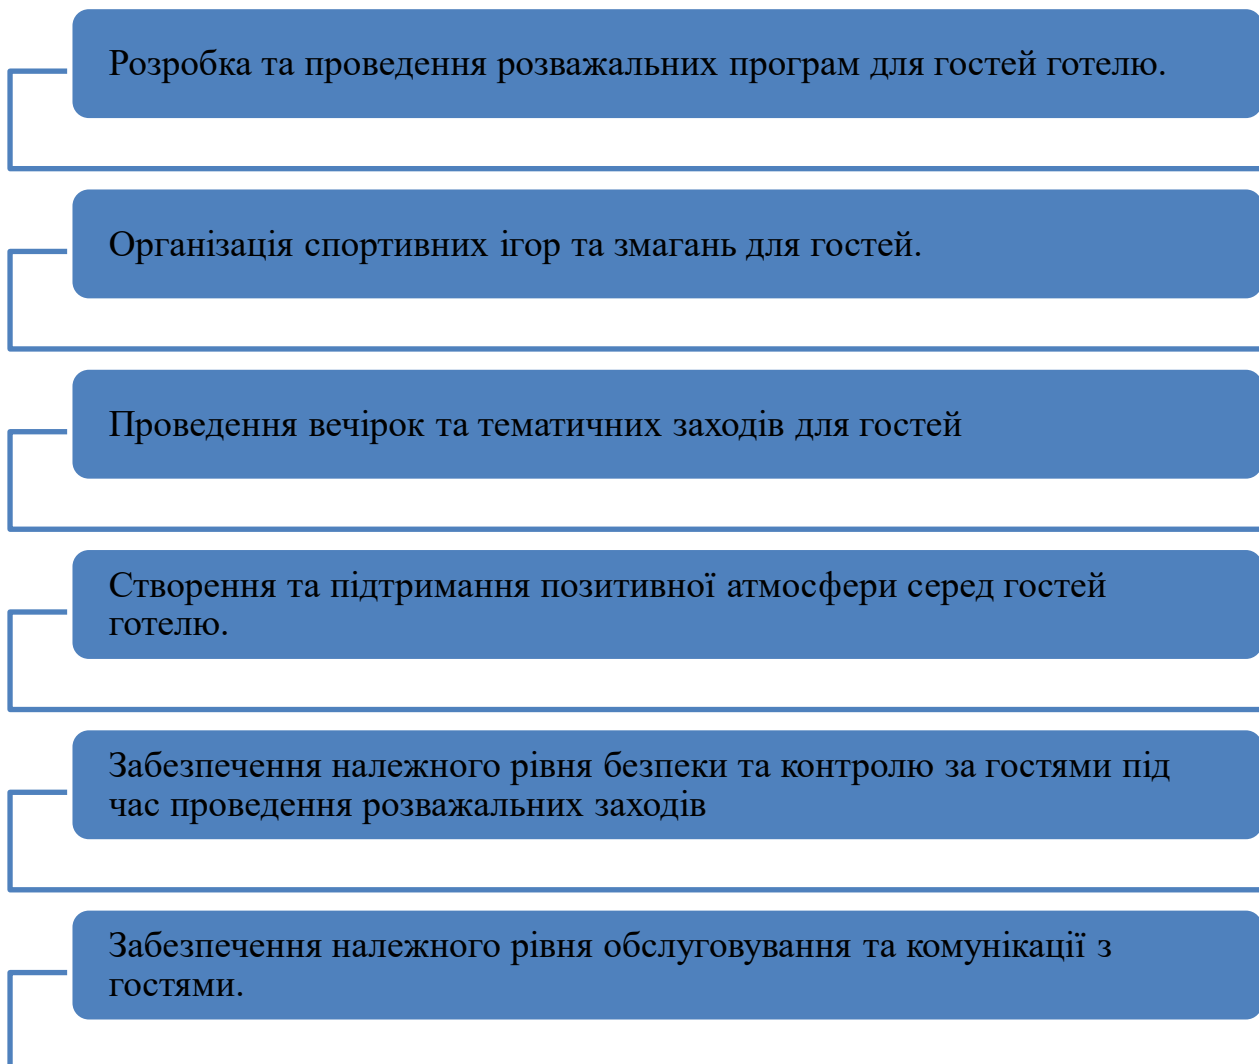 Розробка та проведення розважальних програм для гостей готелю.
Організація спортивних ігор та змагань для гостей.
Проведення вечірок та тематичних заходів для гостей
Створення та підтримання позитивної атмосфери серед гостей
готелю.
Забезпечення належного рівня безпеки та контролю за гостями під
час проведення розважальних заходів
Забезпечення належного рівня обслуговування та комунікації з
гостями.